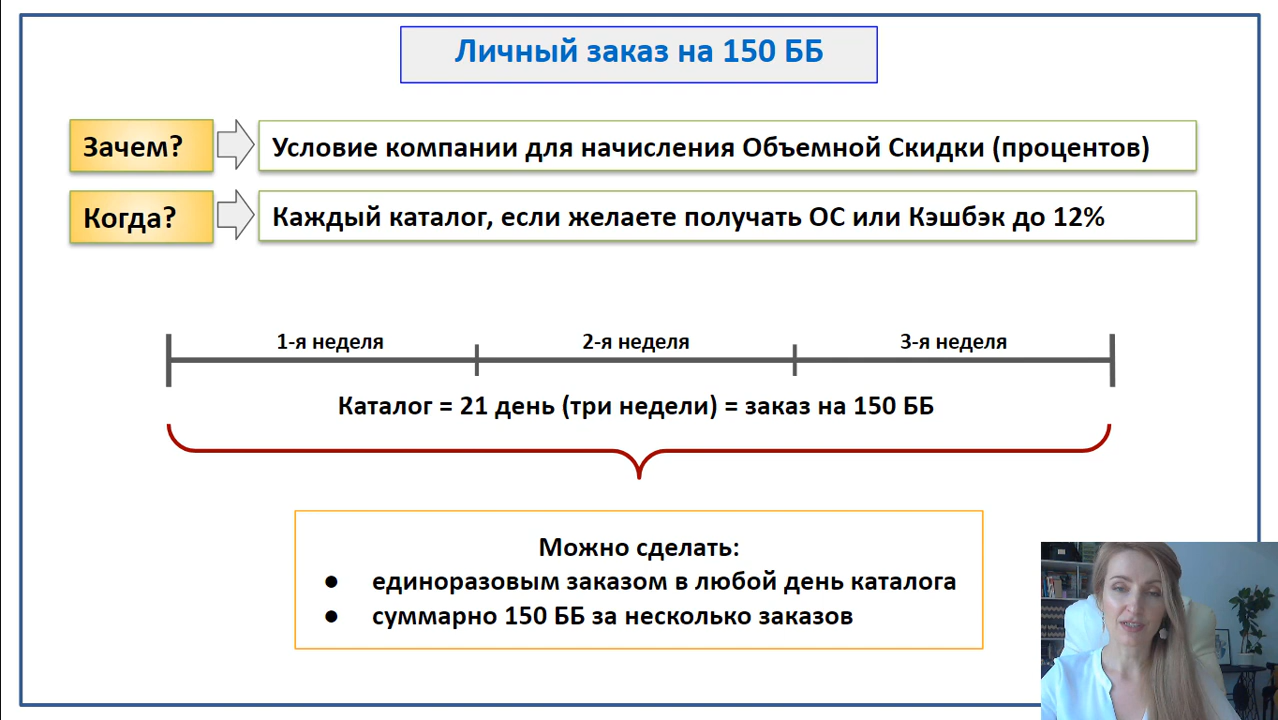 Личный заказ на 150 ББ
Зачем?
Условие компании для начисления Объемной Скидки (процентов)
Когда?
Каждый каталог, если желаете получать ОС или Кэшбэк до 12%
1-я неделя
2-я неделя
3-я неделя
Каталог = 21 день (три недели) = заказ на 150 ББ
Можно сделать:
● единоразовым заказом в любой день каталога
● суммарно 150 ББ за несколько заказов